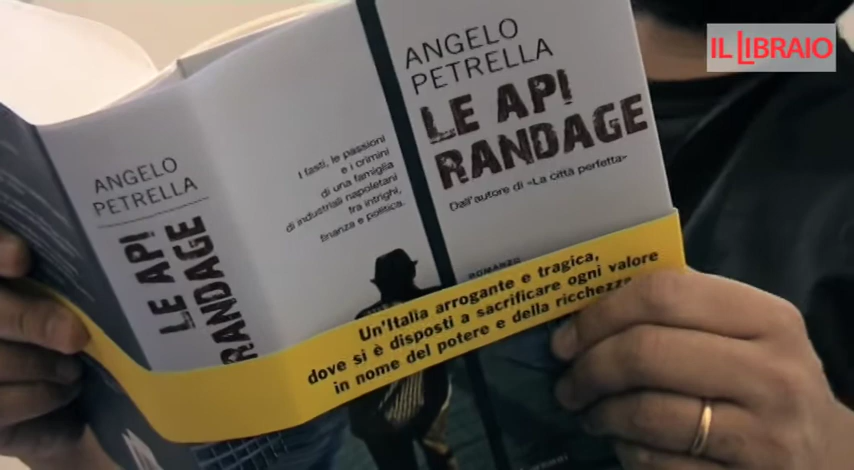 IL LIBRAIO
ANGELO
PETRELLA
LE API
RANDAGE
Dall'autore di «La città perfetta»
I fasti, le passioni
e i crimini
di una famiglia
di industriali napoletani
fra intrighi,
finanza e politica.
ROMANZO
Un'Italia arrogante e tragica,
dove si è disposti a sacrificare ogni valore
in nome del potere e della ricchezza
ANGELO
PETRELLA
LE API
RANDAGE